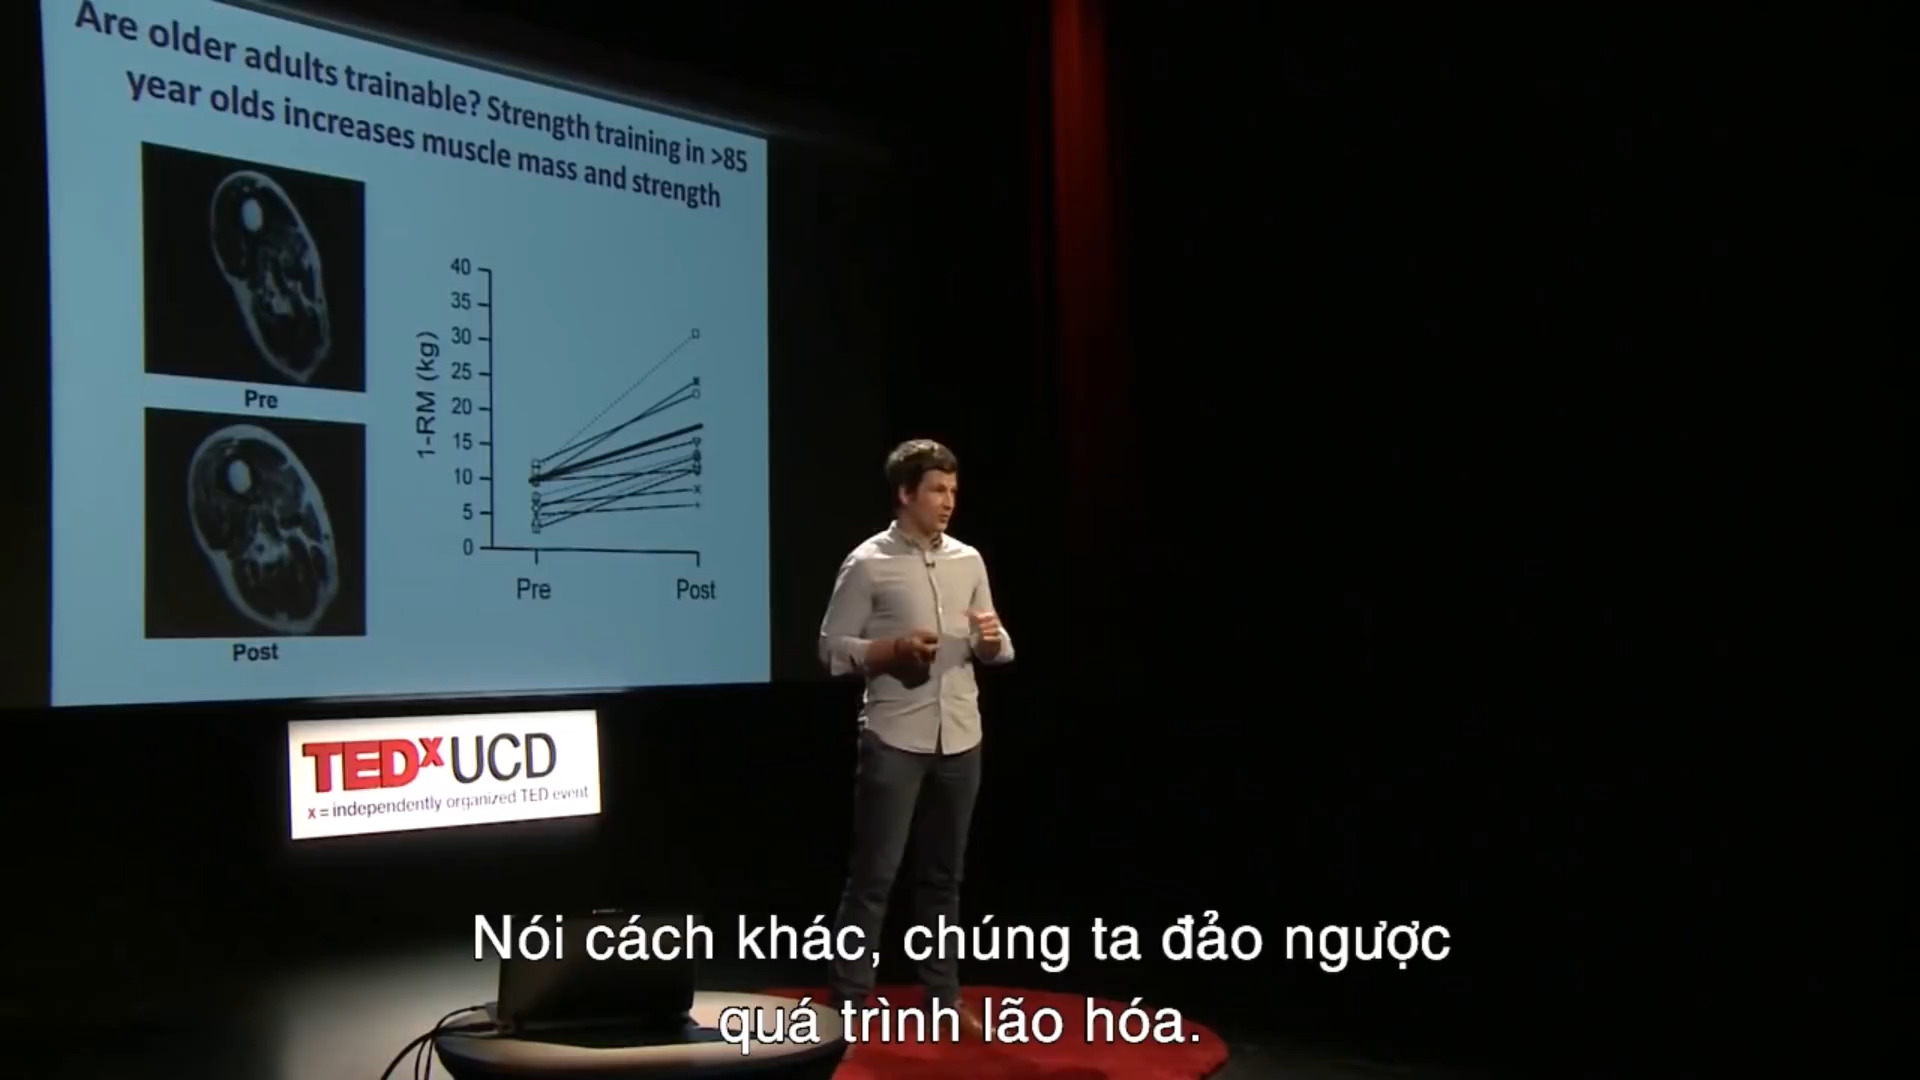 Are older adults trainable? Strength training in >85
year olds increases muscle mass and strength
Pre
Post
1-RM (kg)
40
35
30
25
20
15
10
5
0
Pre
Post
TEDxUCD
x = independently organized TED event
Nói cách khác, chúng ta đảo ngược
quá trình lão hóa.